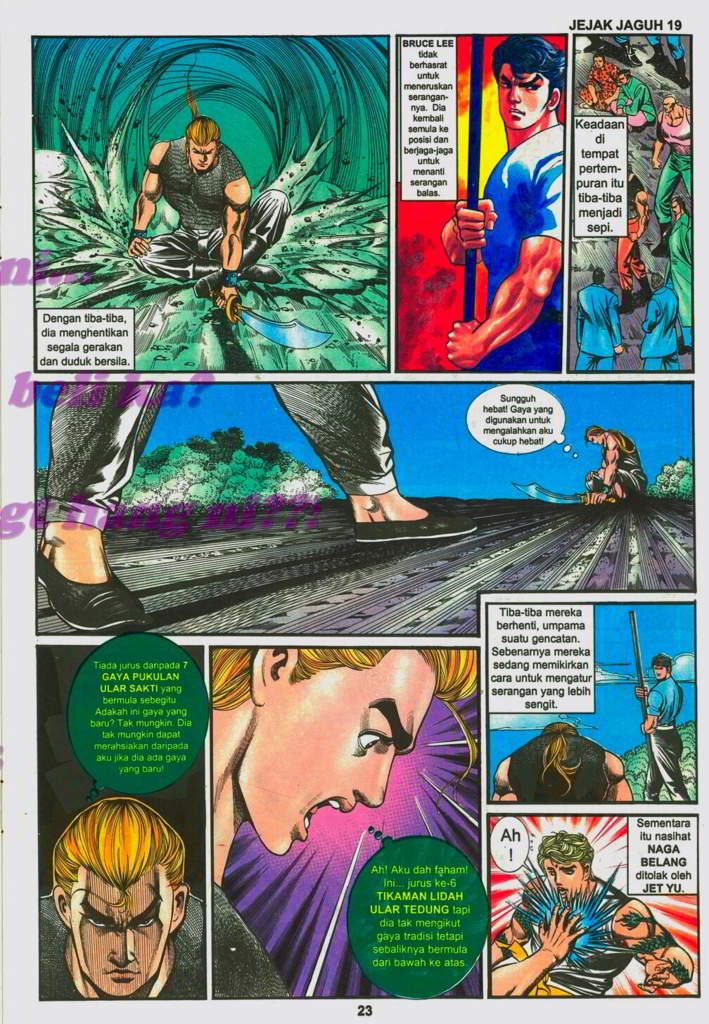 JEJAK JAGUH 19
Dengan tiba-tiba,
dia menghentikan
segala gerakan
dan duduk bersila.
BRUCE LEE
tidak
berhasrat
untuk
meneruskan
serangan-
nya. Dia
kembali
semula ke
posisi dan
berjaga-jaga
untuk
menanti
serangan
balas.
Keadaan
di
tempat
pertem-
puran itu
tiba-tiba
menjadi
sepi.
Sungguh
hebat! Gaya yang
digunakan untuk
mengalahkan aku
cukup hebat!
beli ka?
hang ni??!
Tiba-tiba mereka
berhenti, umpama
suatu gencatan.
Sebenarnya mereka
sedang memikirkan
cara untuk mengatur
serangan yang lebih
sengit.
Tiada jurus daripada 7
GAYA PUKULAN
ULAR SAKTI yang
bermula sebegitu
Adakah ini gaya yang
baru? Tak mungkin. Dia
tak mungkin dapat
merahsiakan daripada
aku jika dia ada gaya
yang baru!
Ah! Aku dah faham!
Ini... jurus ke-6
TIKAMAN LIDAH
ULAR TEDUNG tapi
dia tak mengikut
gaya tradisi tetapi
sebaliknya bermula
dari bawah ke atas.
Ah
!
Sementara
itu nasihat
NAGA
BELANG
ditolak oleh
JET YU.
23